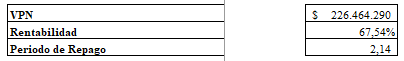 VPN $ 226.464.290
Rentabilidad 67,54%
Periodo de Repago 2,14